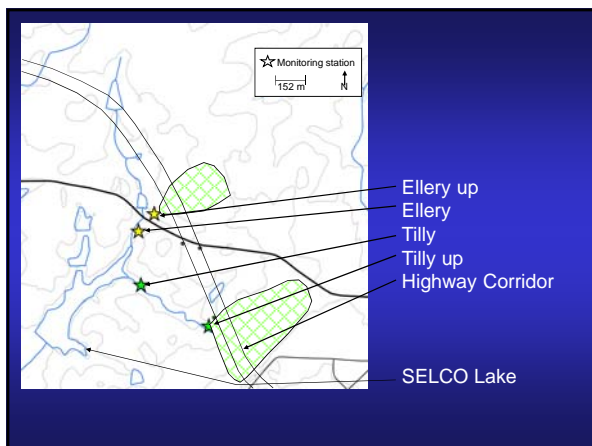 Monitoring station
152 m
N
Ellery up
Ellery
Tilly
Tilly up
Highway Corridor
SELCO Lake